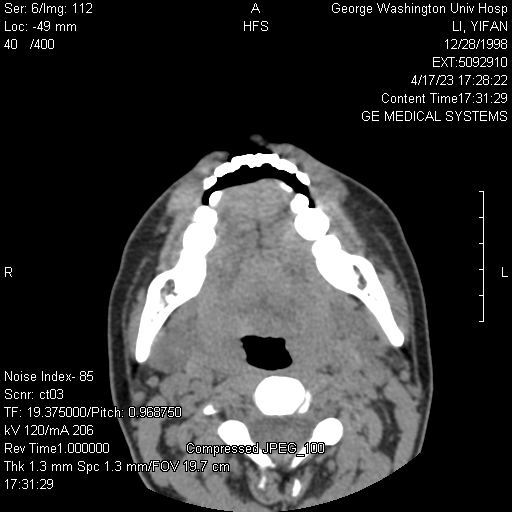 Ser: 6/Img: 112
Loc: -49 mm
40 /400
A
HFS
George Washington Univ Hosp
LI, YIFAN
12/28/1998
EXT:5092910
4/17/23 17:28:22
Content Time17:31:29
GE MEDICAL SYSTEMS
R
L
Noise Index- 85
Scnr: ct03
TF: 19.375000/Pitch: 0.968750
kV 120/mA 206
Rev Time1.000000
Compressed JPEG_100
Thk 1.3 mm Spc 1.3 mm/FOV 19.7 cm
17:31:29